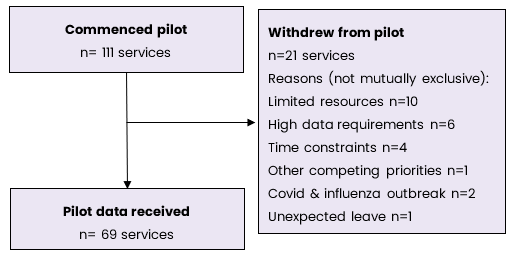 Commenced pilot
n= 111 services
Withdrew from pilot
n=21 services
Reasons (not mutually exclusive):
Limited resources n=10
High data requirements n=6
Time constraints n=4
Other competing priorities n=1
Covid & influenza outbreak n=2
Unexpected leave n=1
Pilot data received
n= 69 services